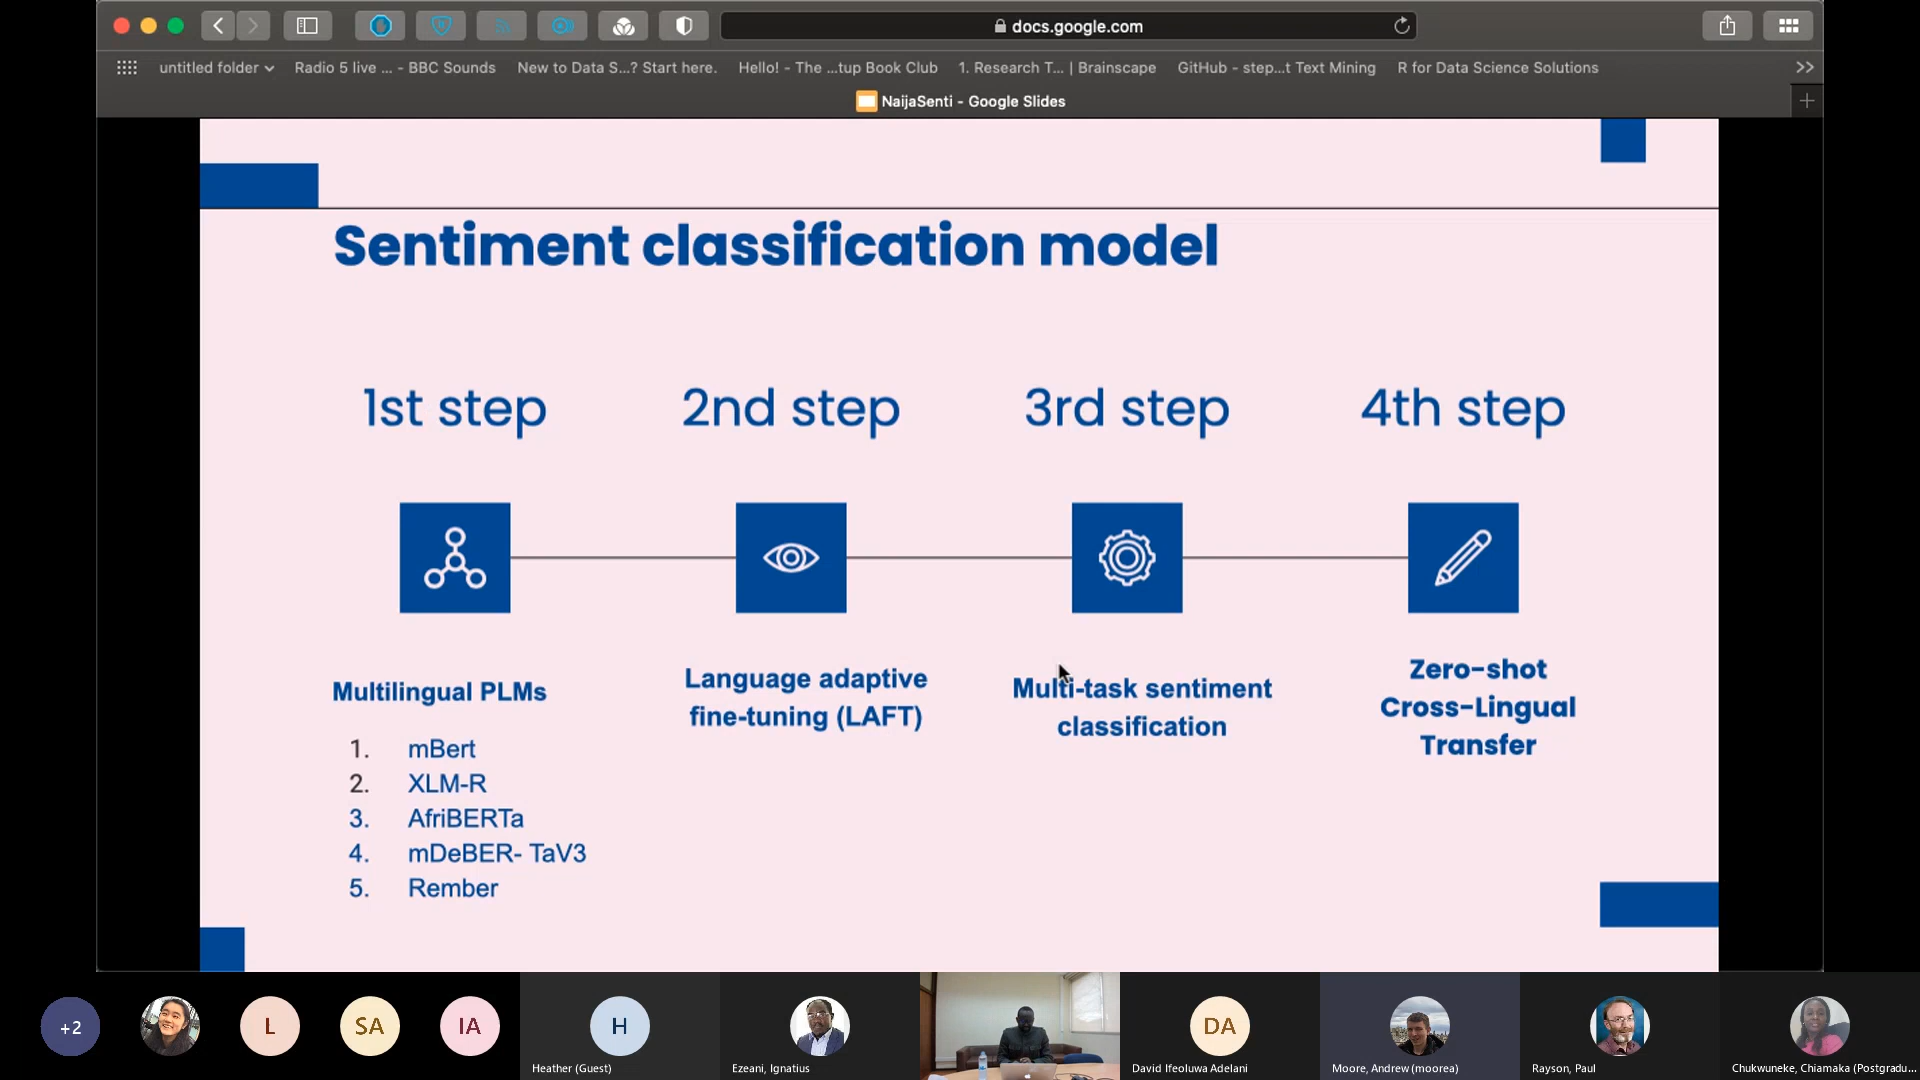 docs.google.com
untitled folder
Radio 5 live ... - BBC Sounds
New to Data S...? Start here.
Hello! - The ...tup Book Club
1. Research T... | Brainscape
GitHub - step...t Text Mining
R for Data Science Solutions
>>
NaijaSenti - Google Slides
Sentiment classification model
1st step
2nd step
3rd step
4th step
Multilingual PLMs
1. mBert
2. XLM-R
3. AfriBERTa
4. mDeBER- TaV3
5. Rember
Language adaptive
fine-tuning (LAFT)
Multi-task sentiment
classification
Zero-shot
Cross-Lingual
Transfer
+2
L
SA
IA
H
Heather (Guest)
Ezeani, Ignatius
DA
David Ifeoluwa Adelani
Moore, Andrew (moorea)
Rayson, Paul
Chukwuneke, Chiamaka (Postgradu...